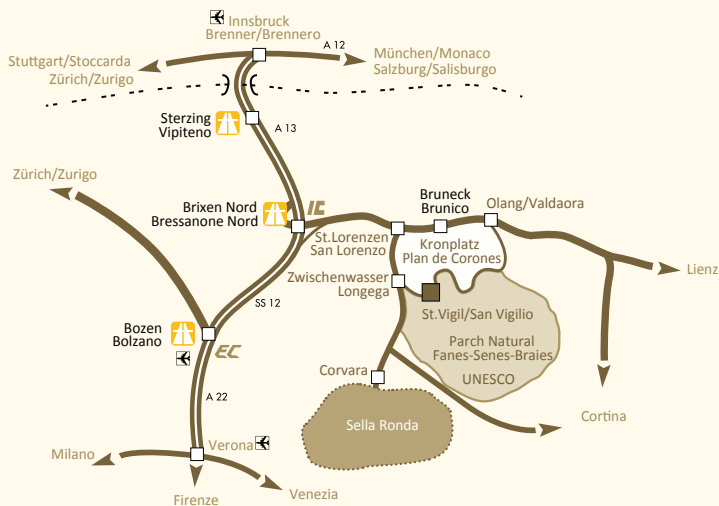 Innsbruck
Brenner/Brennero
A 12
Stuttgart/Stoccarda
Zürich/Zurigo
München/Monaco
Salzburg/Salisburgo
Sterzing
Vipiteno
A 13
Zürich/Zurigo
Brixen Nord
Bressanone Nord
IC
Bruneck
Brunico
Olang/Valdaora
St.Lorenzen
San Lorenzo
Kronplatz
Plan de Corones
Lienz
Zwischenwasser
Longega
SS 12
St.Vigil/San Vigilio
Bozen
Bolzano
EC
Parch Natural
Fanes-Senes-Braies
UNESCO
Corvara
A 22
Cortina
Sella Ronda
Milano
Verona
Firenze
Venezia